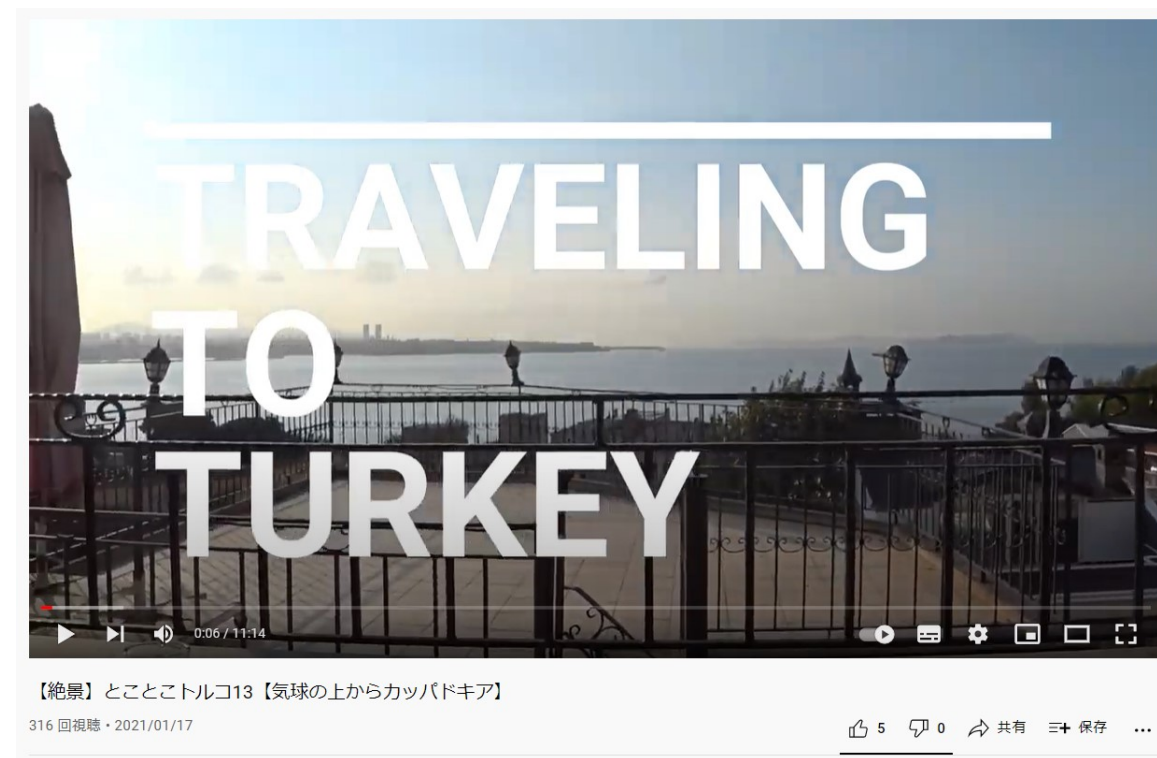 TRAVELING
TO
TURKEY
0:06 / 11:14
【絶景】とことこトルコ13【気球の上からカッパドキア】
316 回視聴・2021/01/17
5 0 共有 保存